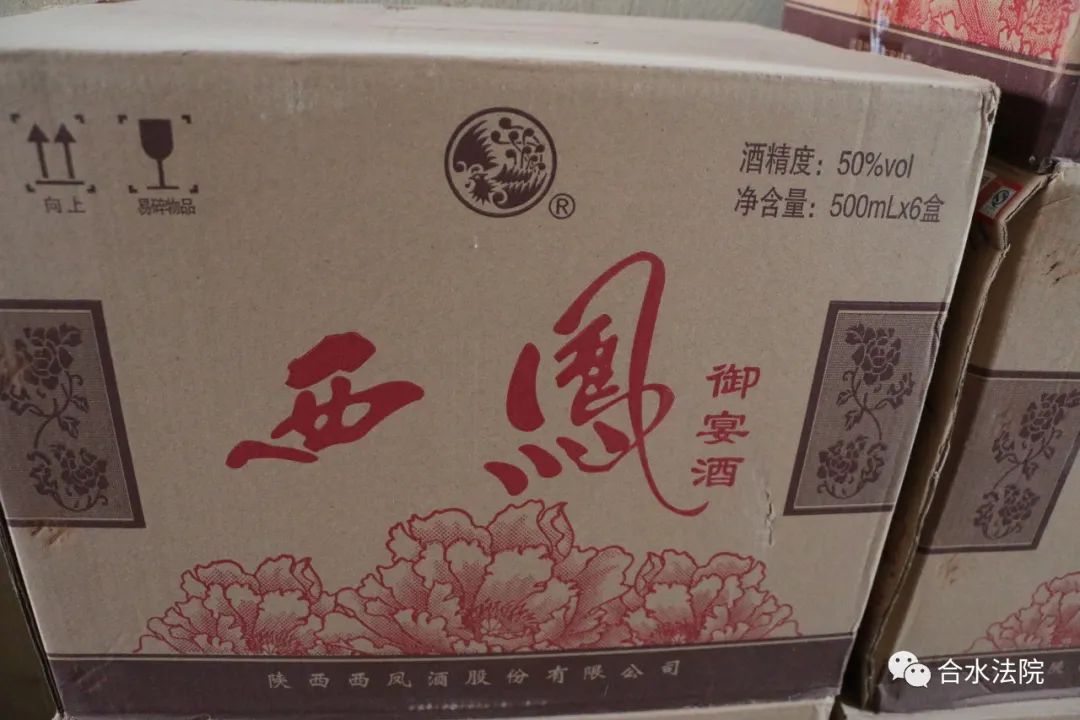 向上
易碎物品
®
酒精度：50%vol
净含量：500mLx6盒
西鳳
御宴酒
陕西西凤酒股份有限公司
合水法院